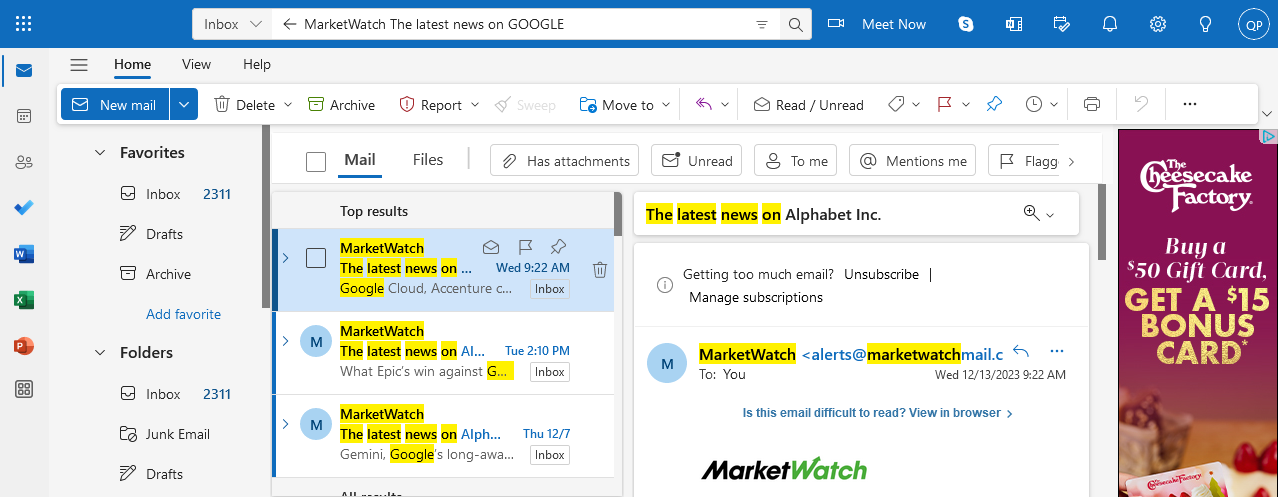 Inbox
MarketWatch The latest news on GOOGLE
Meet Now
QP
Home View Help
New mail Delete Archive Report Sweep Move to Read / Unread
Favorites
Inbox 2311
Drafts
Archive
Add favorite
Folders
Inbox 2311
Junk Email
Drafts
Mail Files
Has attachments Unread To me Mentions me Flagge
Top results
MarketWatch
The latest news on ... Wed 9:22 AM
Google Cloud, Accenture c... Inbox
M
MarketWatch
The latest news on Al... Tue 2:10 PM
What Epic's win against G... Inbox
M
MarketWatch
The latest news on Alph... Thu 12/7
Gemini, Google's long-awa... Inbox
All results
The latest news on Alphabet Inc.
Getting too much email? Unsubscribe |
Manage subscriptions
M
MarketWatch <alerts@marketwatchmail.c
To: You Wed 12/13/2023 9:22 AM
Is this email difficult to read? View in browser >
MarketWatch
The
Cheesecake
Factory.
Buy a
$50 Gift Card,
GET A $15
BONUS
CARD*
The Cheesecake Factory